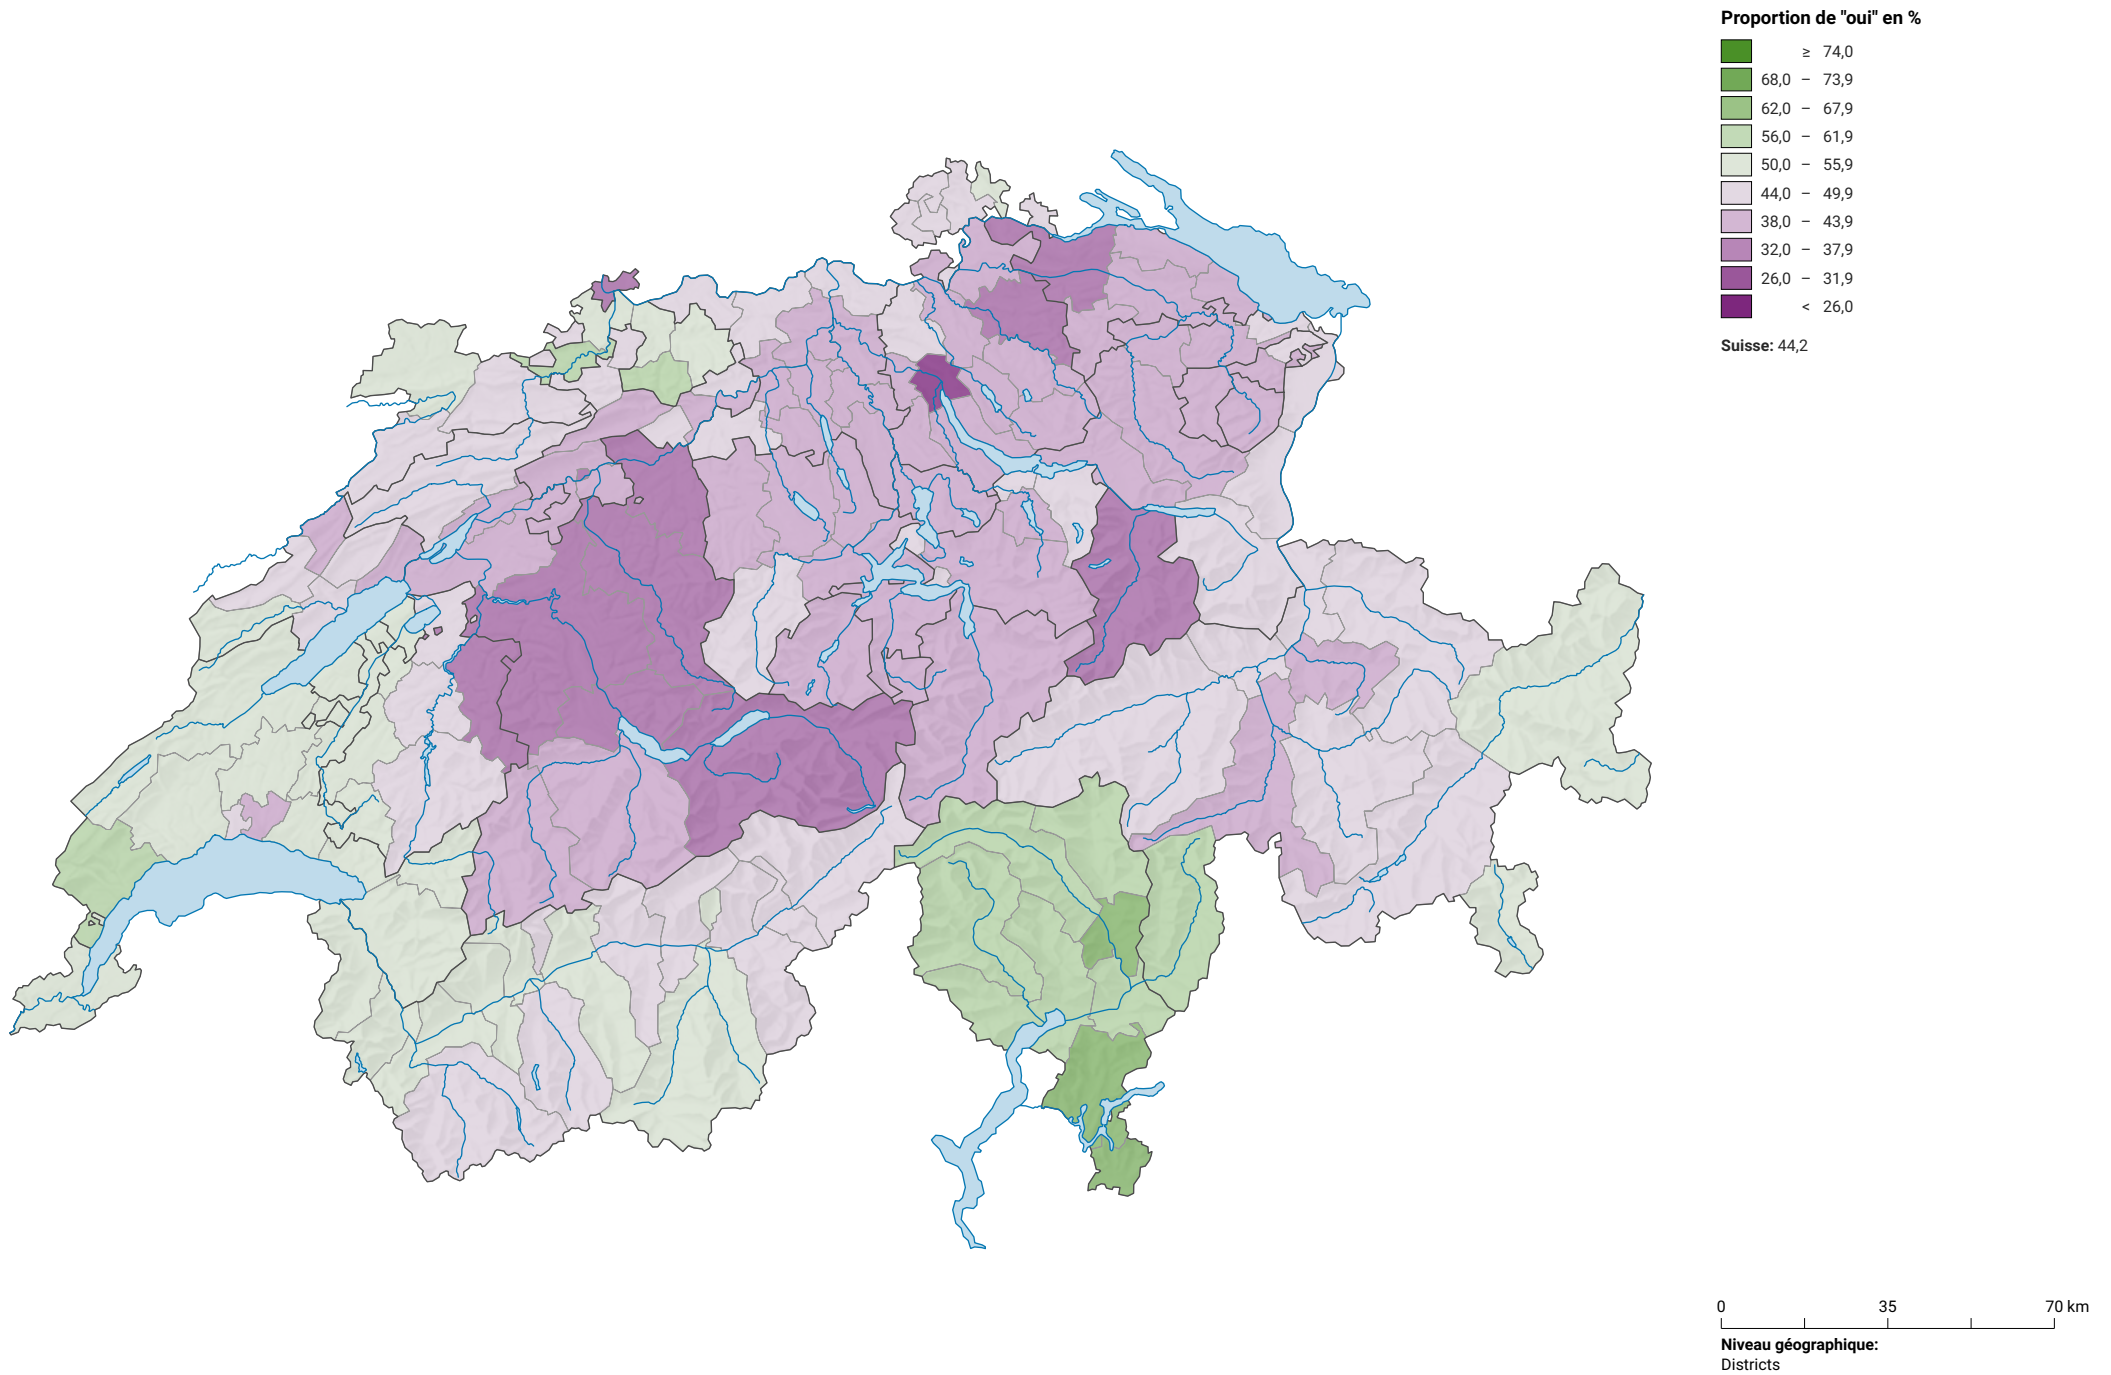 Proportion de "oui" en %
≥ 74,0
68,0 – 73,9
62,0 – 67,9
56,0 – 61,9
50,0 – 55,9
44,0 – 49,9
38,0 – 43,9
32,0 – 37,9
26,0 – 31,9
< 26,0
Suisse: 44,2
0 35 70 km
Niveau géographique:
Districts